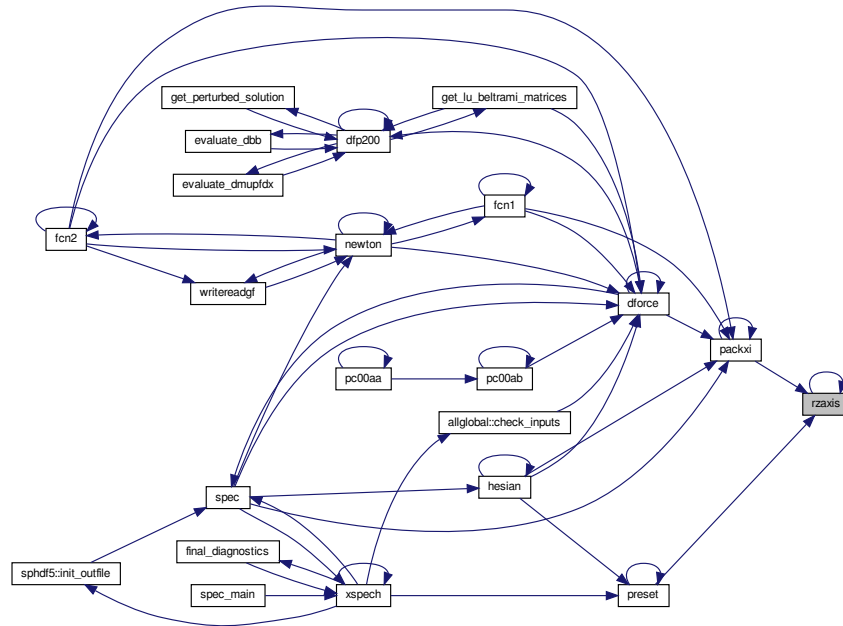 get_perturbed_solution
get_lu_beltrami_matrices
evaluate_dbb
dfp200
evaluate_dmupfdx
fcn1
fcn2
newton
writereadgf
dforce
packxi
pc00aa
pc00ab
rzaxis
allglobal::check_inputs
hesian
spec
final_diagnostics
sphdf5::init_outfile
spec_main
xspech
preset